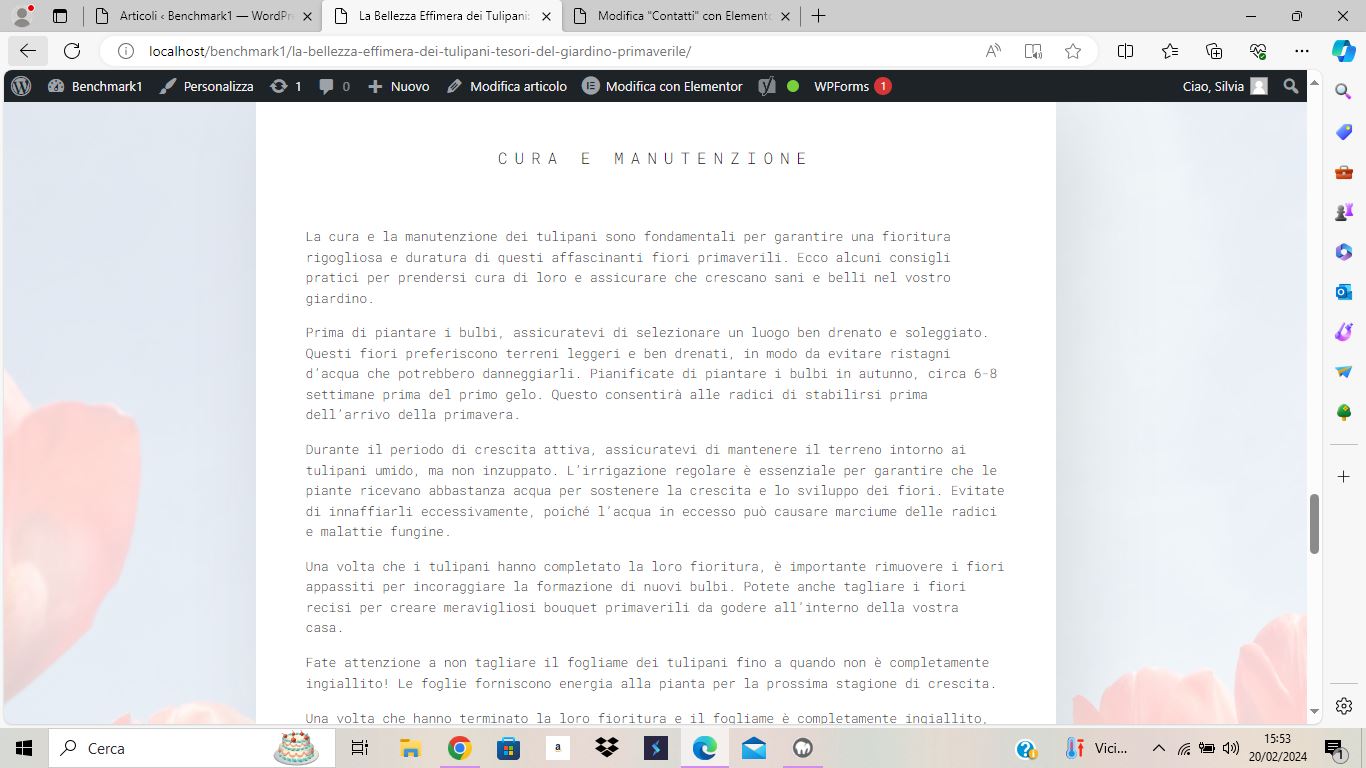 Articoli ‹ Benchmark1 — WordPre
La Bellezza Effimera dei Tulipani:
Modifica "Contatti" con Elemento
localhost/benchmark1/la-bellezza-effimera-dei-tulipani-tesori-del-giardino-primaverile/
Benchmark1 Personalizza 1 0 Nuovo Modifica articolo Modifica con Elementor WPForms 1 Ciao, Silvia
CURA E MANUTENZIONE
La cura e la manutenzione dei tulipani sono fondamentali per garantire una fioritura
rigogliosa e duratura di questi affascinanti fiori primaverili. Ecco alcuni consigli
pratici per prendersi cura di loro e assicurare che crescano sani e belli nel vostro
giardino.
Prima di piantare i bulbi, assicuratevi di selezionare un luogo ben drenato e soleggiato.
Questi fiori preferiscono terreni leggeri e ben drenati, in modo da evitare ristagni
d'acqua che potrebbero danneggiarli. Pianificate di piantare i bulbi in autunno, circa 6-8
settimane prima del primo gelo. Questo consentirà alle radici di stabilirsi prima
dell'arrivo della primavera.
Durante il periodo di crescita attiva, assicuratevi di mantenere il terreno intorno ai
tulipani umido, ma non inzuppato. L'irrigazione regolare è essenziale per garantire che le
piante ricevano abbastanza acqua per sostenere la crescita e lo sviluppo dei fiori. Evitate
di innaffiarli eccessivamente, poiché l'acqua in eccesso può causare marciume delle radici
e malattie fungine.
Una volta che i tulipani hanno completato la loro fioritura, è importante rimuovere i fiori
appassiti per incoraggiare la formazione di nuovi bulbi. Potete anche tagliare i fiori
recisi per creare meravigliosi bouquet primaverili da godere all'interno della vostra
casa.
Fate attenzione a non tagliare il fogliame dei tulipani fino a quando non è completamente
ingiallito! Le foglie forniscono energia alla pianta per la prossima stagione di crescita.
Una volta che hanno terminato la loro fioritura e il fogliame è completamente ingiallito,
Cerca
a
Vici...
15:53
20/02/2024
1